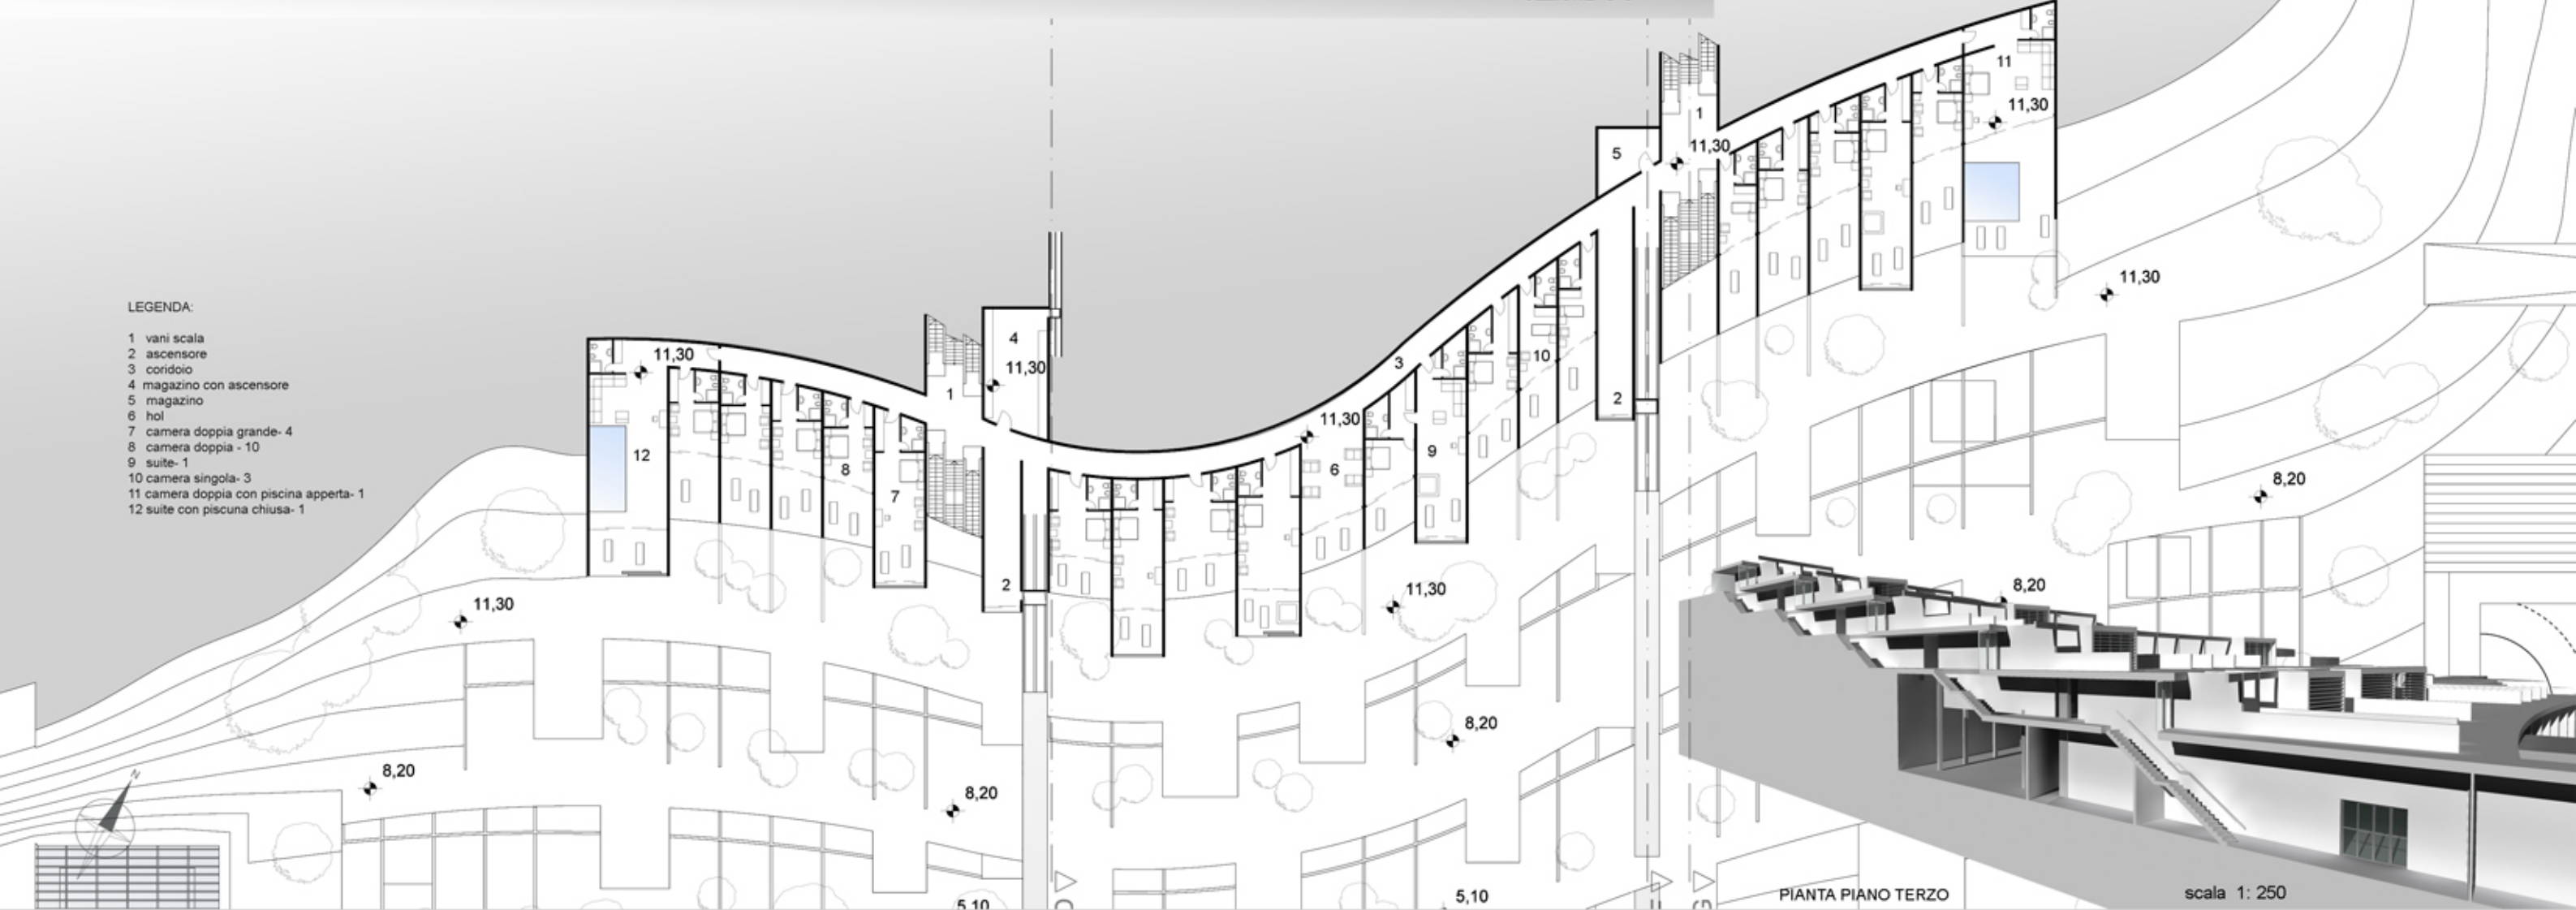 11
11,30
1
11,30
5
11,30
LEGENDA:
1 vani scala
2 ascensore
3 coridoio
4 magazino con ascensore
5 magazino
6 hol
7 camera doppia grande- 4
8 camera doppia - 10
9 suite- 1
10 camera singola- 3
11 camera doppia con piscina apperta- 1
12 suite con piscuna chiusa- 1
4
11,30
11,30
1
10
3
2
11,30
12
8
7
6
9
8,20
2
11,30
11,30
8,20
8,20
8,20
8,20
N
5,10
5,10
PIANTA PIANO TERZO
scala 1: 250